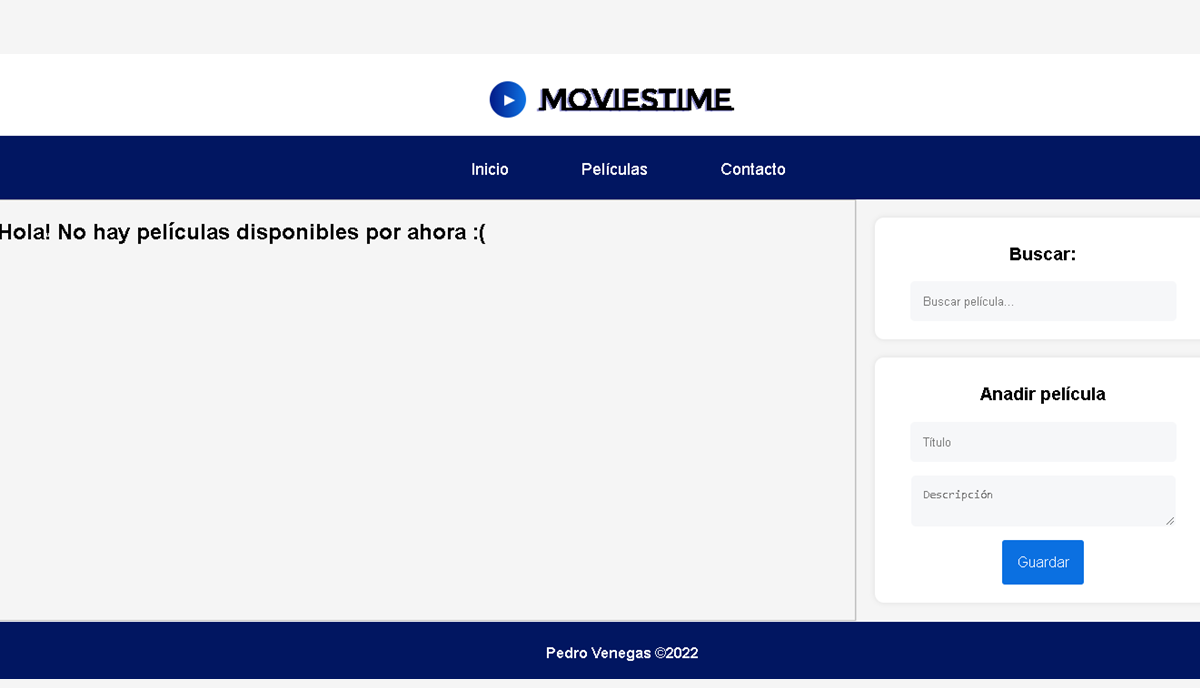 MOVIESTIME
Inicio Películas Contacto
Hola! No hay películas disponibles por ahora :(
Buscar:
Buscar película...
Anadir película
Título
Descripción
Guardar
Pedro Venegas ©2022